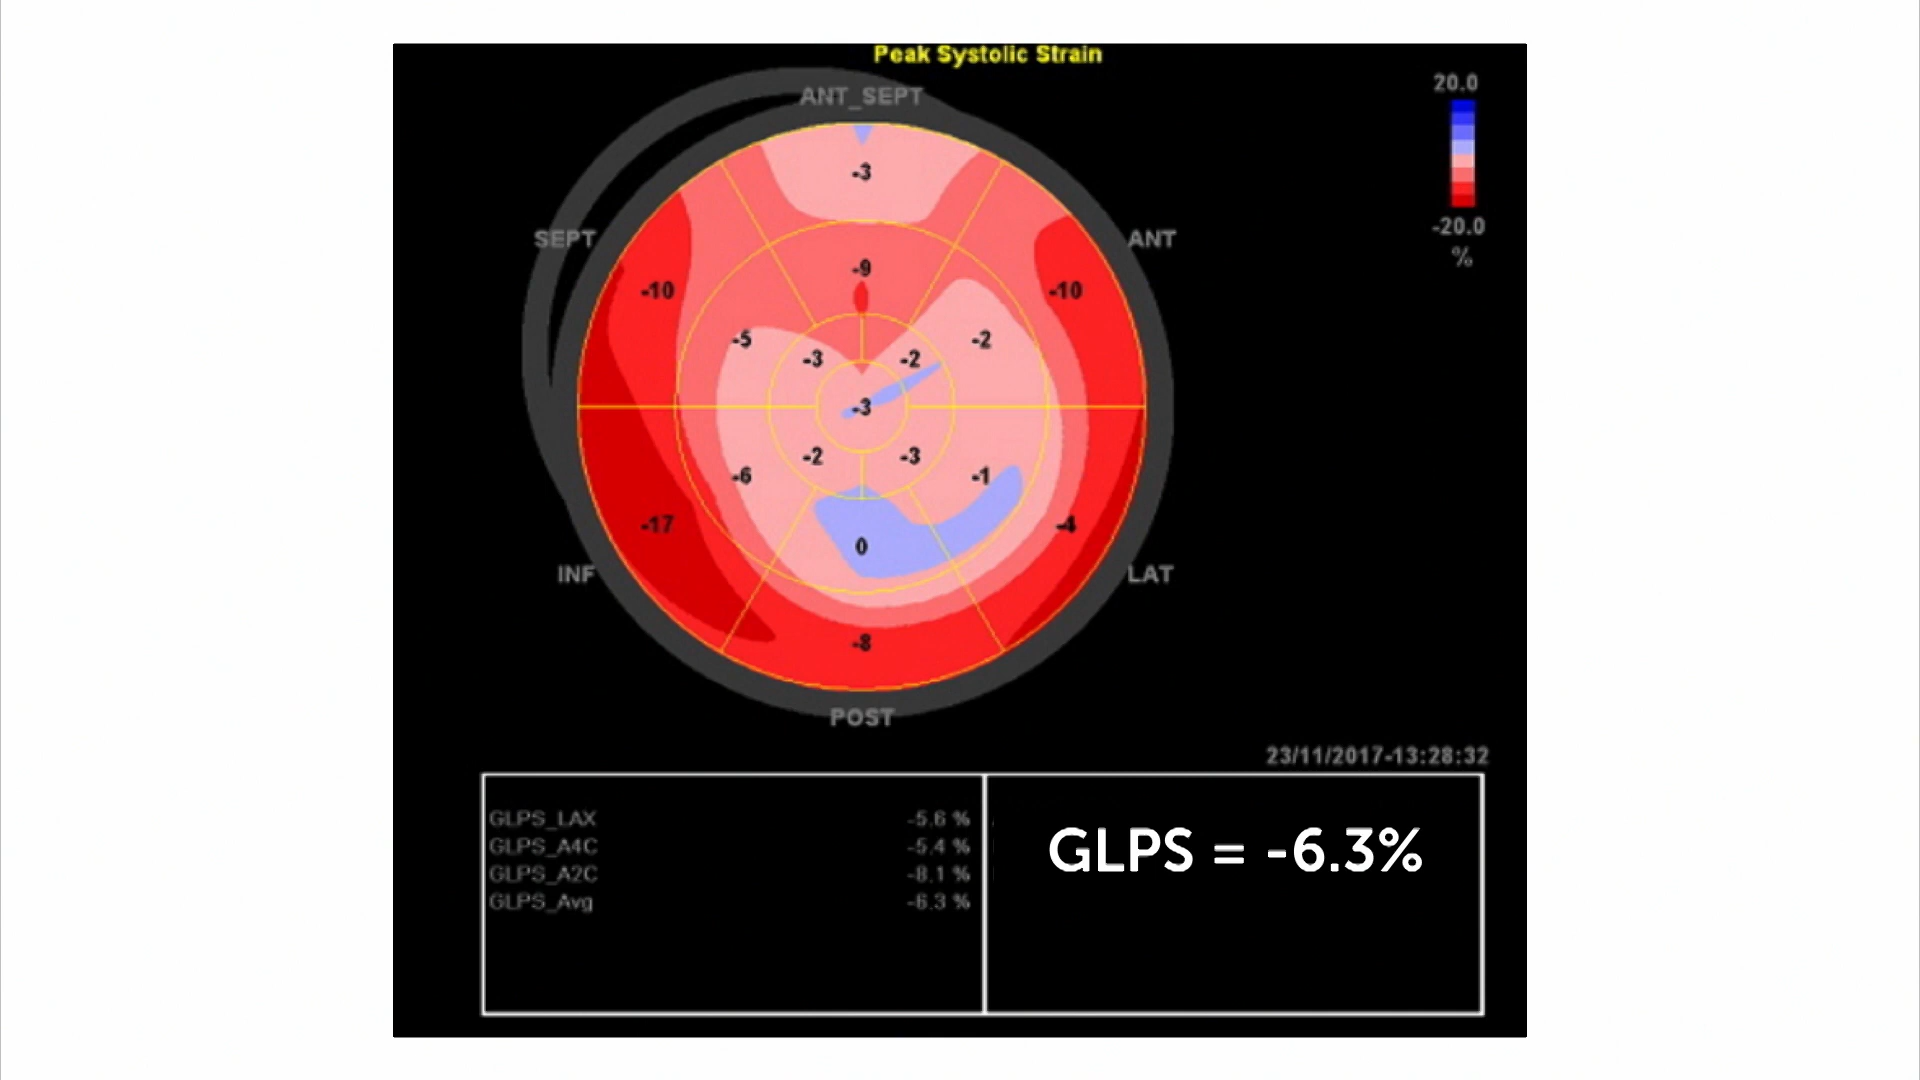 Peak Systolic Strain
20.0
-20.0
%
ANT_SEPT
-3
SEPT
ANT
-9
-10
-10
-5
-2
-3
-2
-3
-2
-3
-6
-1
-17
-4
0
INF
LAT
-8
POST
23/11/2017-13:28:32
GLPS_LAX -5.6 %
GLPS_A4C -5.4 %
GLPS_A2C -8.1 %
GLPS_Avg -6.3 %
GLPS = -6.3%